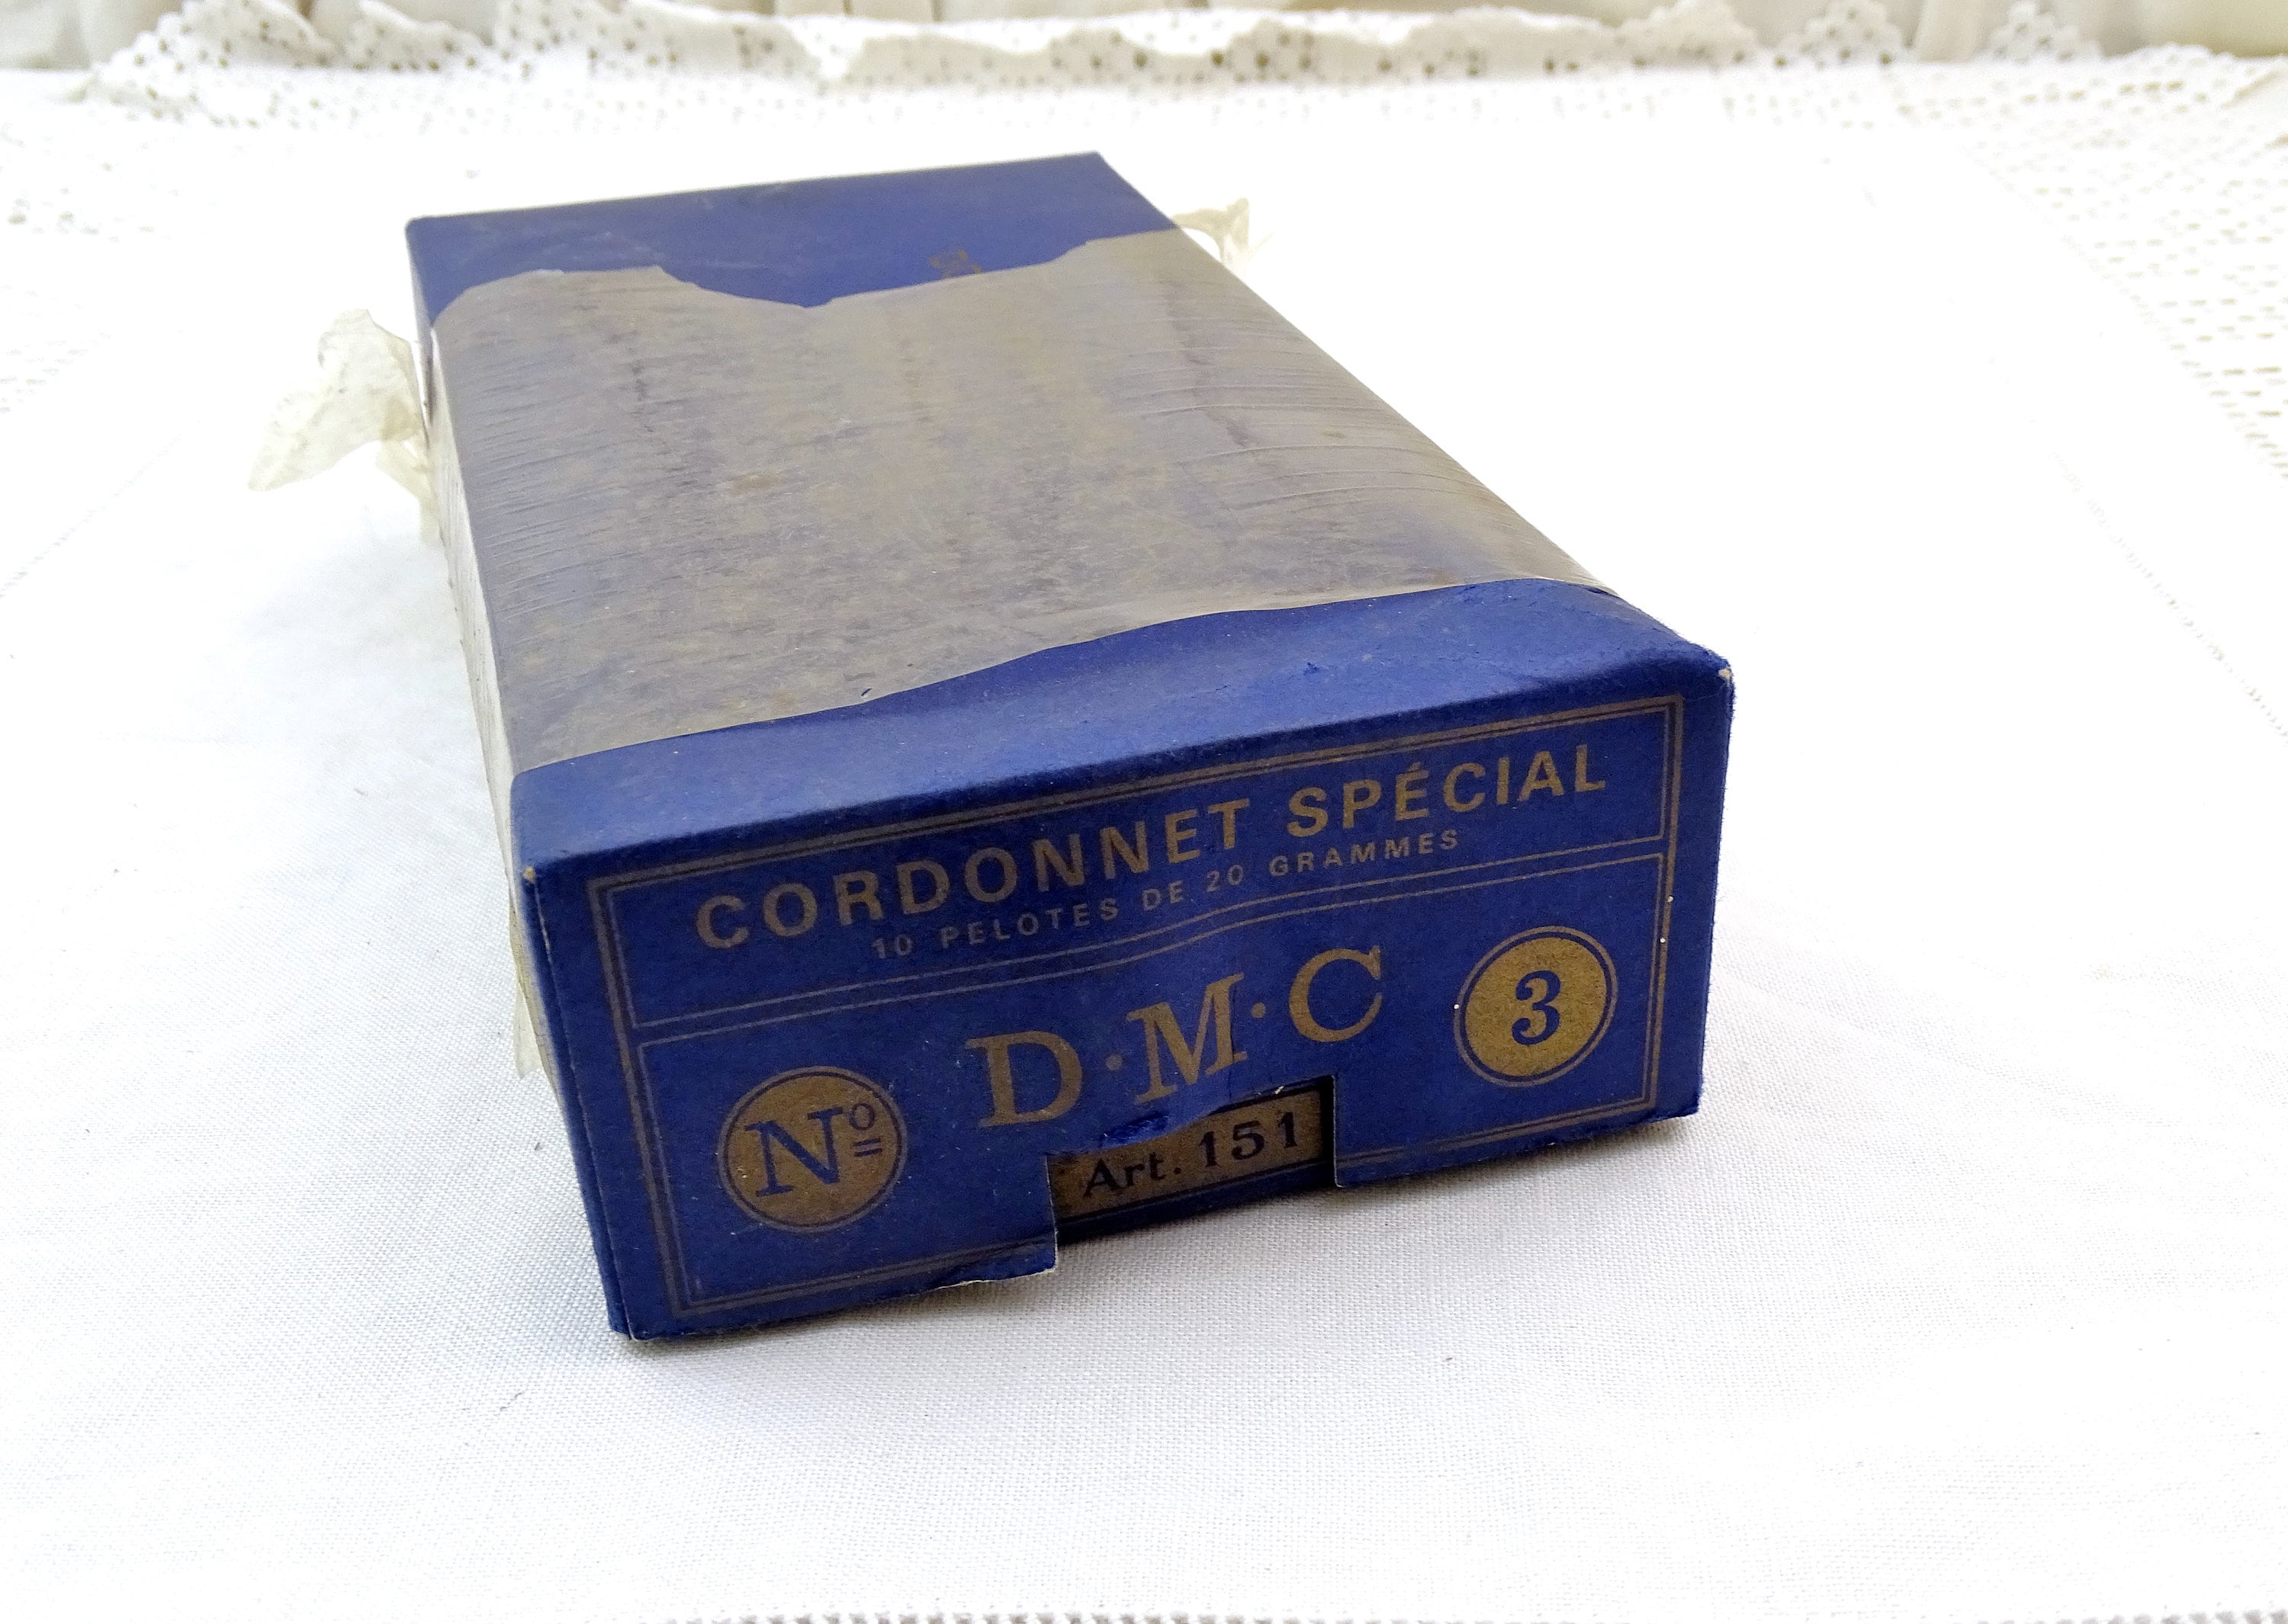 CORDONNET SPÉCIAL
10 PELOTES DE 20 GRAMMES
Nº D·M·C 3
Art. 151